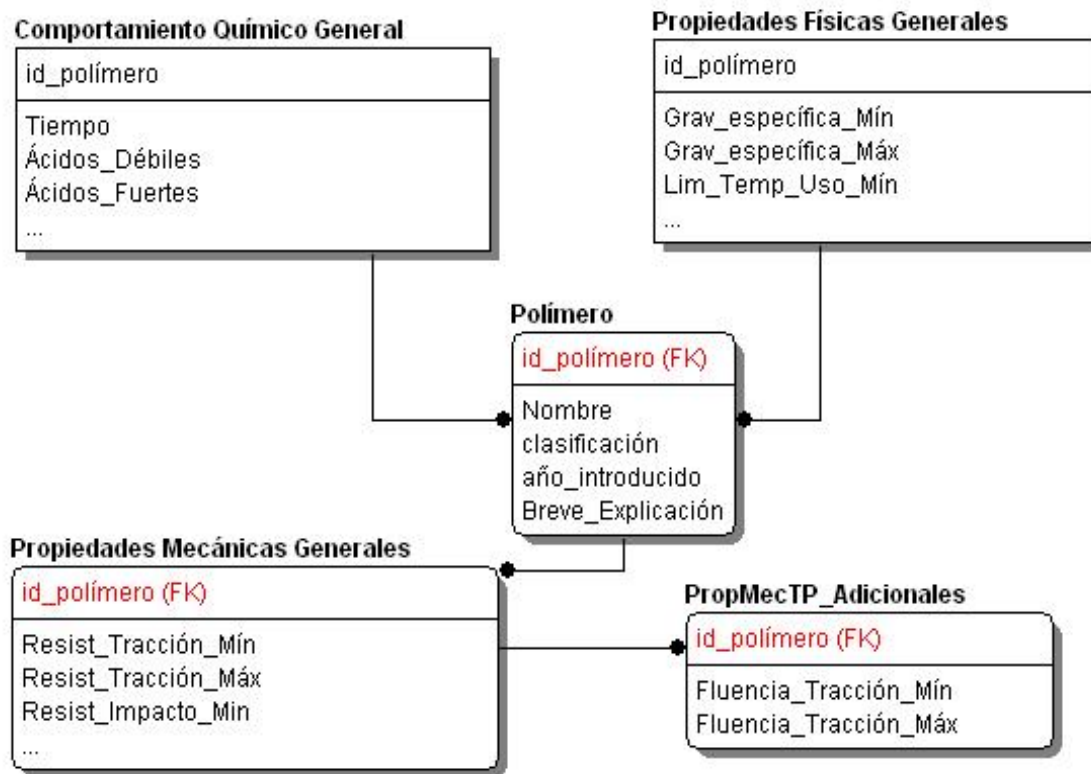 Comportamiento Químico General
id_polímero
Tiempo
Ácidos_Débiles
Ácidos_Fuertes
...
Propiedades Físicas Generales
id_polímero
Grav_específica_Mín
Grav_específica_Máx
Lim_Temp_Uso_Mín
...
Polímero
id_polímero (FK)
Nombre
clasificación
año_introducido
Breve_Explicación
Propiedades Mecánicas Generales
id_polímero (FK)
Resist_Tracción_Mín
Resist_Tracción_Máx
Resist_Impacto_Min
...
PropMecTP_Adicionales
id_polímero (FK)
Fluencia_Tracción_Mín
Fluencia_Tracción_Máx